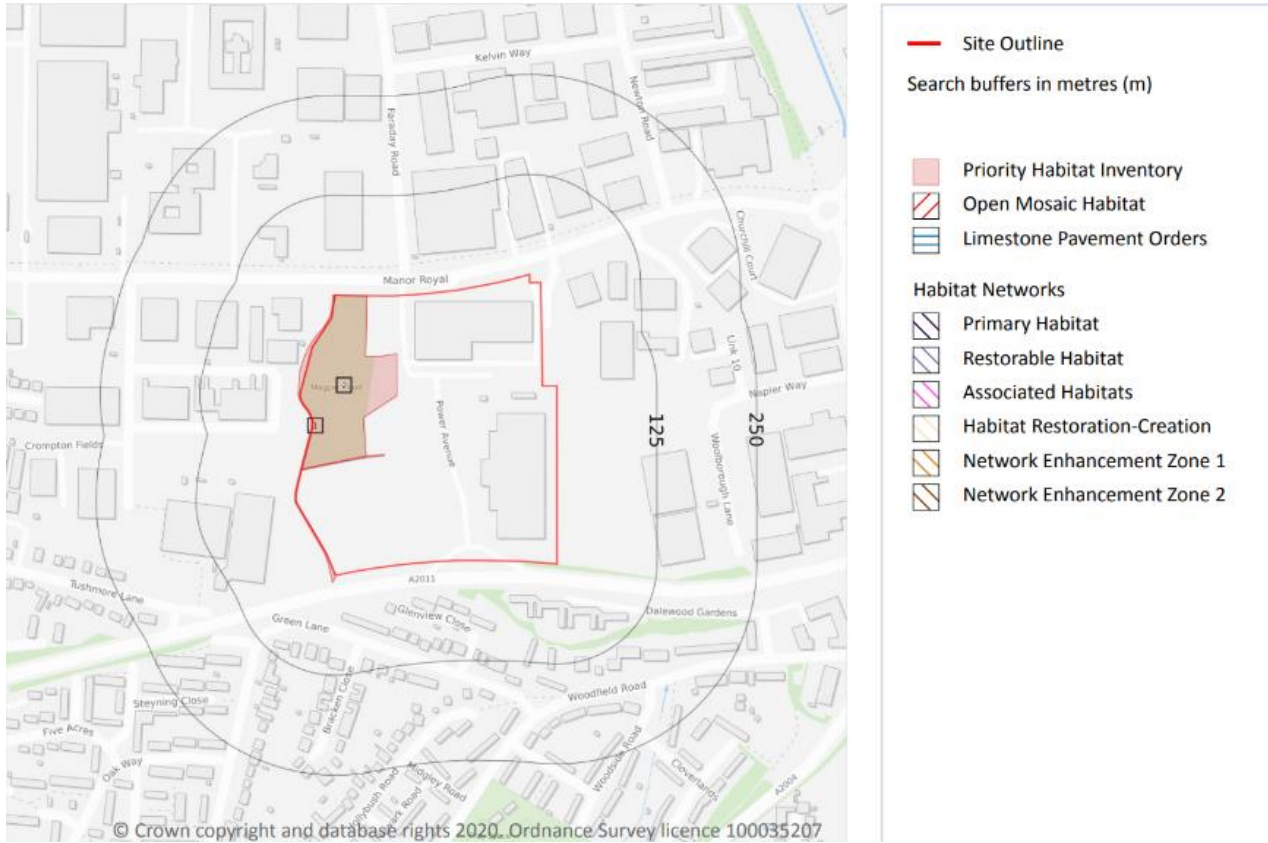 Kelvin Way
Faraday Road
Newton Road
Churchill Court
Manor Royal
Link 10
Napier Way
Crompton Fields
Power Avenue
125
250
Woolborough Lane
Tushmore Lane
A2011
Green Lane
Glenview Close
Dalewood Gardens
Steyning Close
Bracken Close
Woodfield Road
Five Acres
Oak Way
Midgley Road
Woodside Road
Cloverlands
A2004
© Crown copyright and database rights 2020. Ordnance Survey licence 100035207
Site Outline
Search buffers in metres (m)
Priority Habitat Inventory
Open Mosaic Habitat
Limestone Pavement Orders
Habitat Networks
Primary Habitat
Restorable Habitat
Associated Habitats
Habitat Restoration-Creation
Network Enhancement Zone 1
Network Enhancement Zone 2